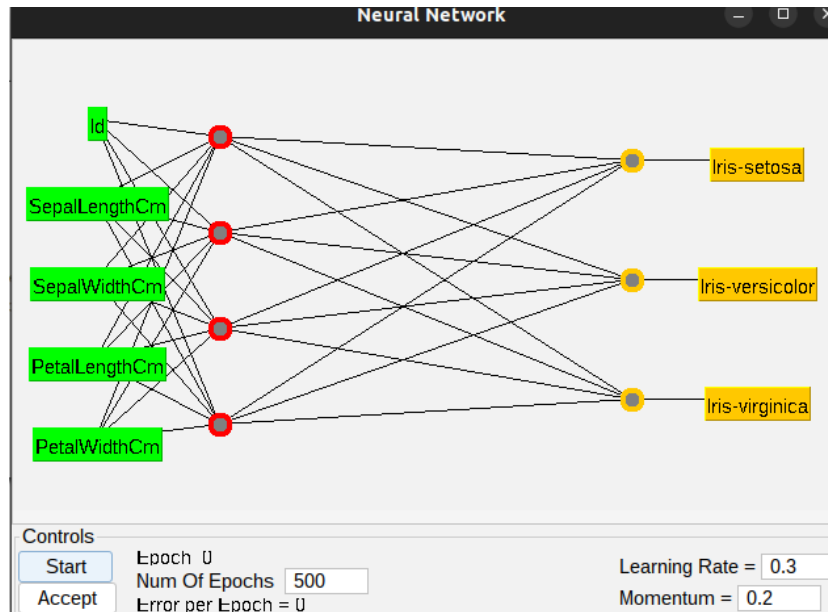 Neural Network
Id
SepalLengthCm
SepalWidthCm
PetalLengthCm
PetalWidthCm
Iris-setosa
Iris-versicolor
Iris-virginica
Controls
Start
Accept
Epoch 0
Num Of Epochs 500
Error per Epoch = 0
Learning Rate = 0.3
Momentum = 0.2